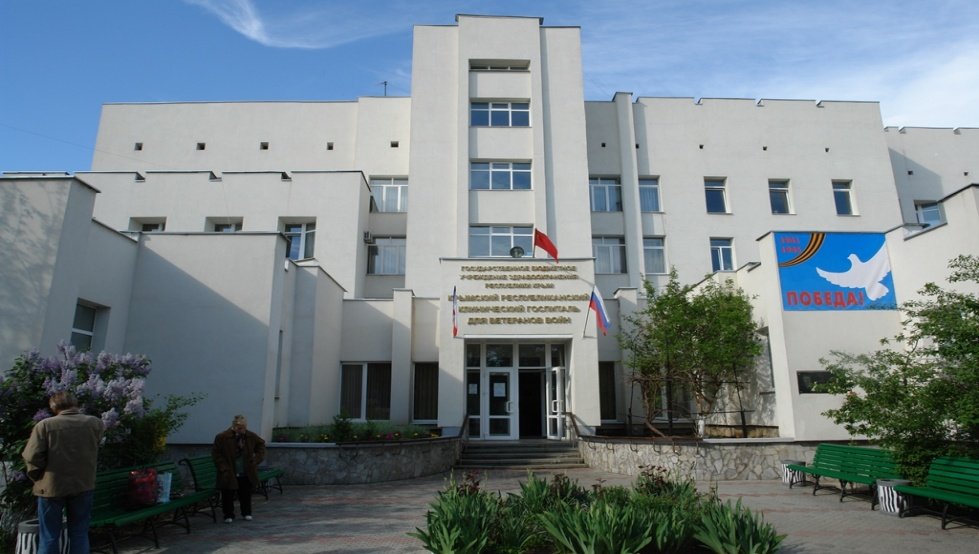 ГОСУДАРСТВЕННОЕ БЮДЖЕТНОЕ
УЧРЕЖДЕНИЕ ЗДРАВООХРАНЕНИЯ
РЕСПУБЛИКИ КРЫМ
КРЫМСКИЙ РЕСПУБЛИКАНСКИЙ
КЛИНИЧЕСКИЙ ГОСПИТАЛЬ
ДЛЯ ВЕТЕРАНОВ ВОЙН
1941
1945
ПОБЕДА!